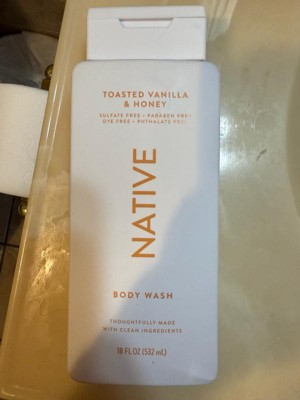 TOASTED VANILLA
& HONEY
SULFATE FREE • PARABEN FREE
DYE FREE • PHTHALATE FREE
NATIVE
BODY WASH
THOUGHTFULLY MADE
WITH CLEAN INGREDIENTS
18 FL OZ (532 mL)